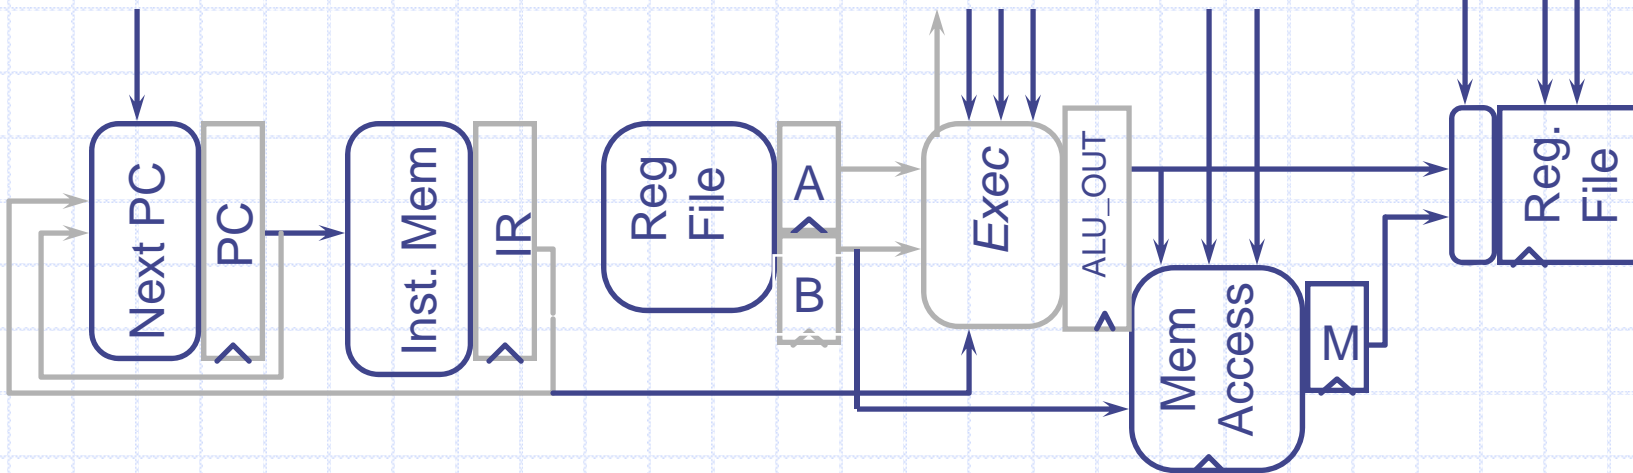 Next PC
PC
Inst. Mem
IR
Reg
File
A
B
Exec
ALU_OUT
Mem
Access
M
Reg.
File